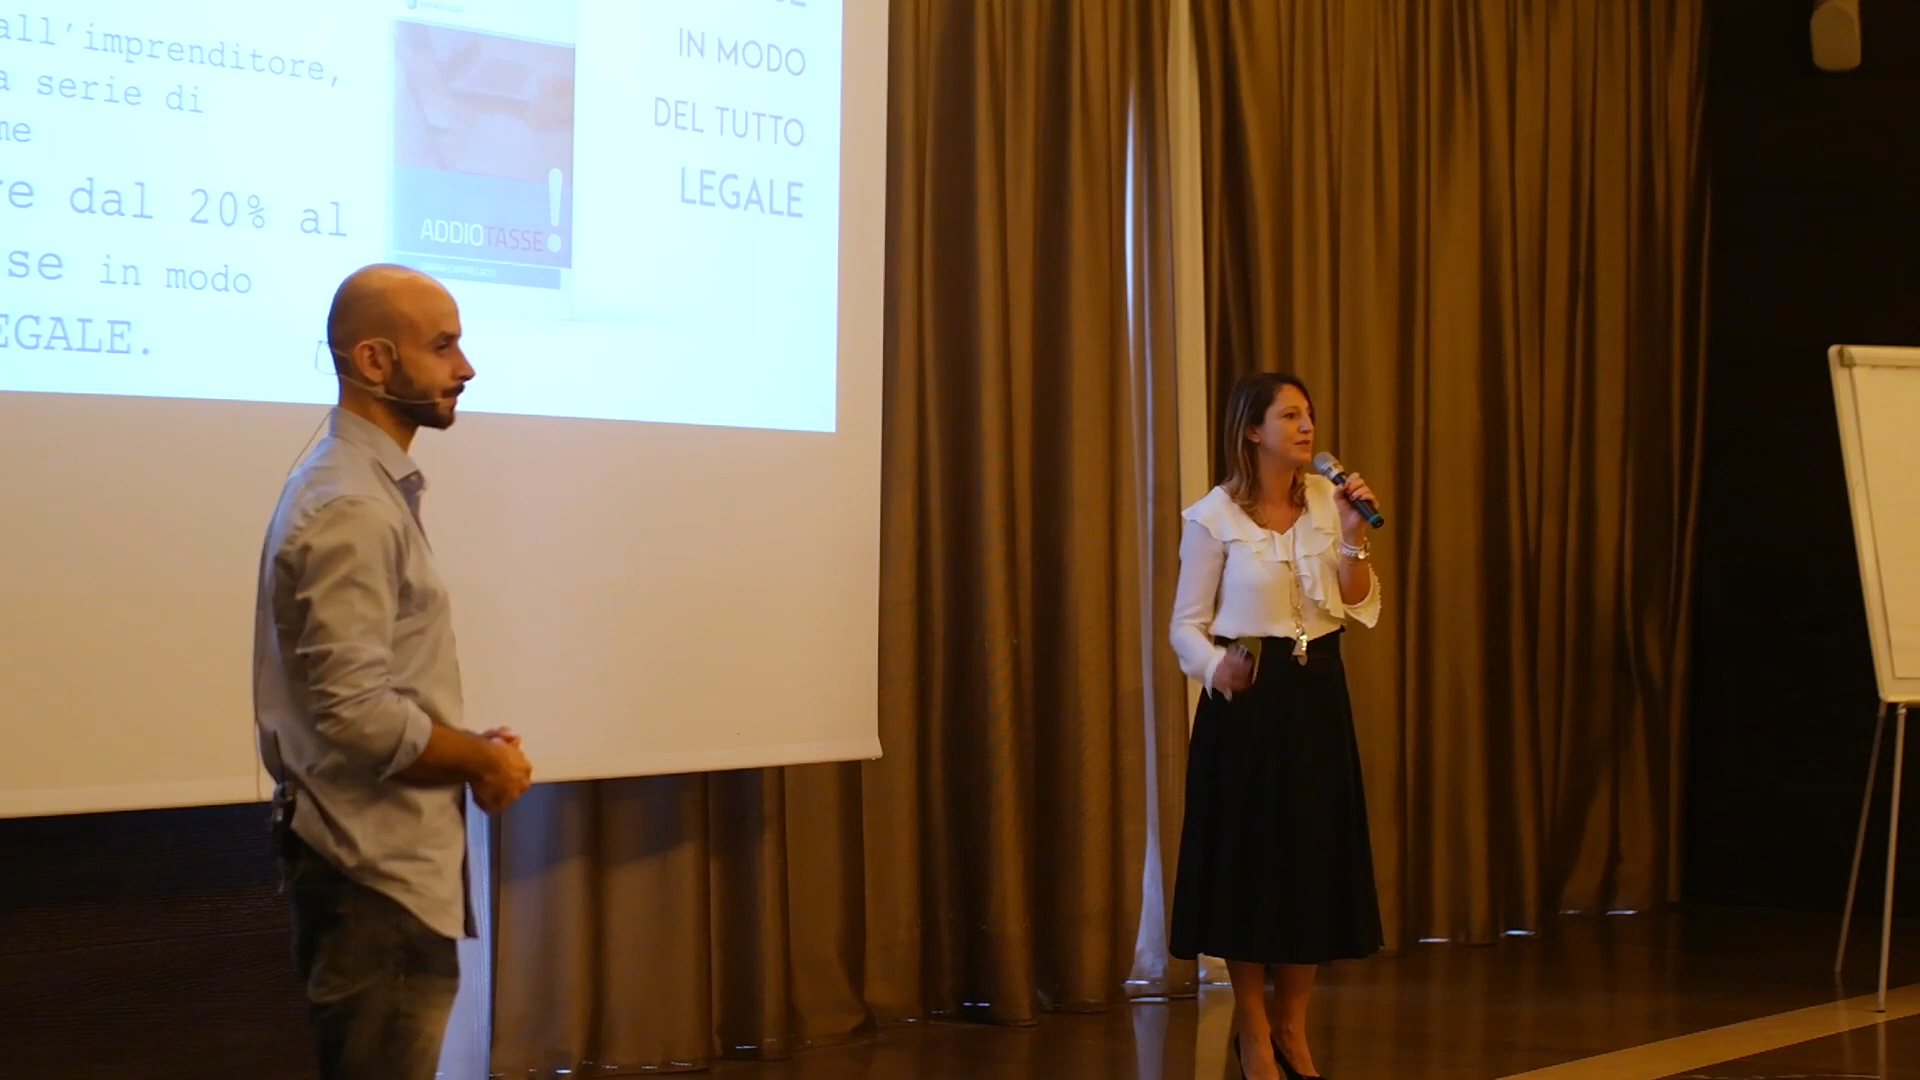 all'imprenditore,
a serie di
me
re dal 20% al
se in modo
EGALE.
ADDIOTASSE!
IN MODO
DEL TUTTO
LEGALE